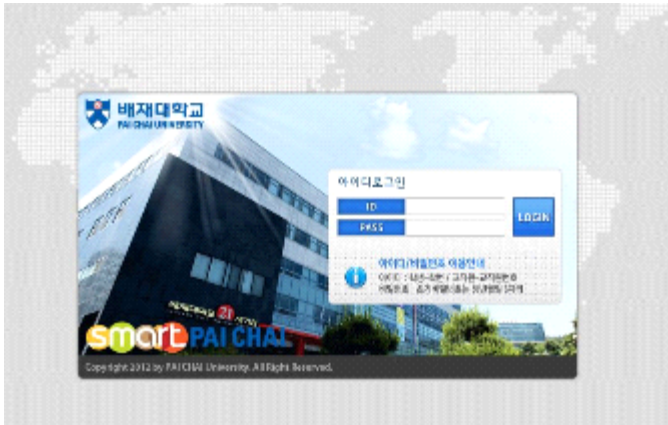 배재대학교
PAI CHAI UNIVERSITY
아이디로그인
ID
LOGIN
PASS
아이디/비밀번호 이용안내
21
smart PAI CHAI
Copyright 2012 by PAI CHAI University. All Right Reserved.